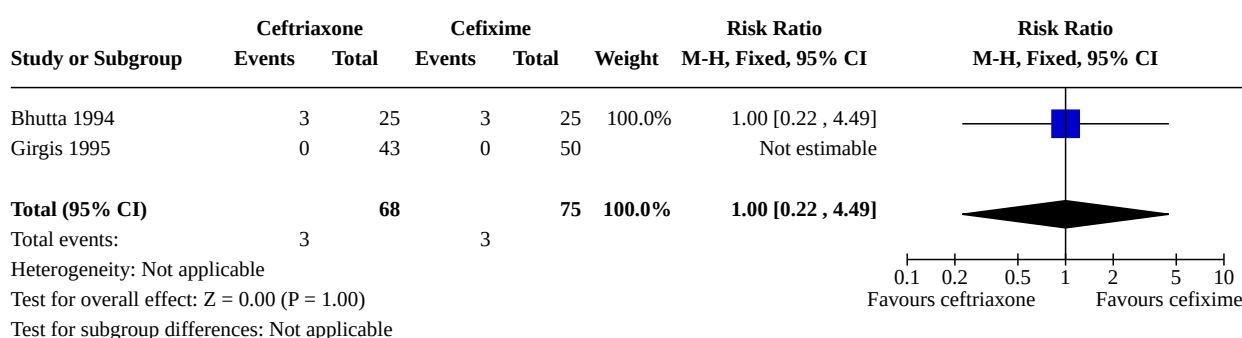 Ceftriaxone Cefixime Risk Ratio Risk Ratio
Study or Subgroup Events Total Events Total Weight M-H, Fixed, 95% CI M-H, Fixed, 95% CI
Bhutta 1994 3 25 3 25 100.0% 1.00 [0.22 , 4.49]
Girgis 1995 0 43 0 50 Not estimable
Total (95% CI) 68 75 100.0% 1.00 [0.22 , 4.49]
Total events: 3 3
Heterogeneity: Not applicable
Test for overall effect: Z = 0.00 (P = 1.00)
Test for subgroup differences: Not applicable
0.1 0.2 0.5 1 2 5 10
Favours ceftriaxone Favours cefixime